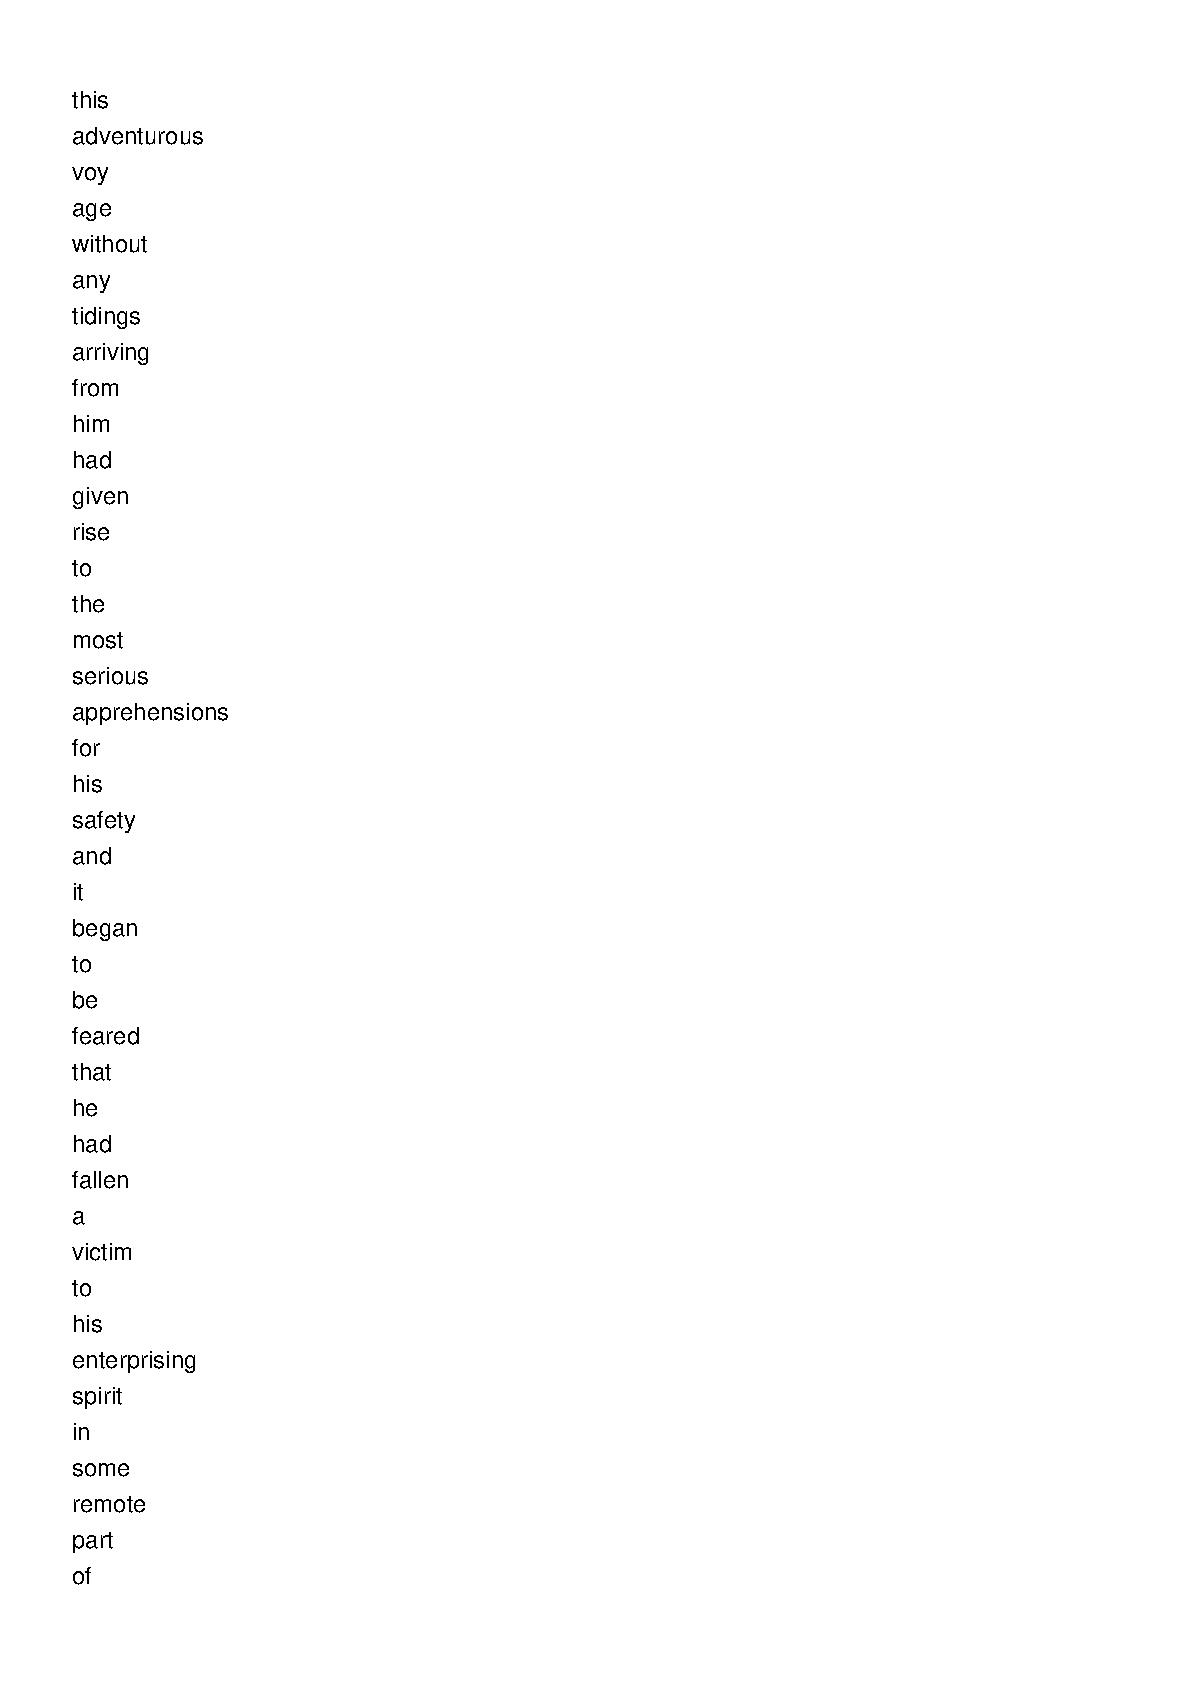 this
adventurous
voy
age
without
any
tidings
arriving
from
him
had
given
rise
to
the
most
serious
apprehensions
for
his
safety
and
it
began
to
be
feared
that
he
had
fallen
a
victim
to
his
enterprising
spirit
in
some
remote
part
of